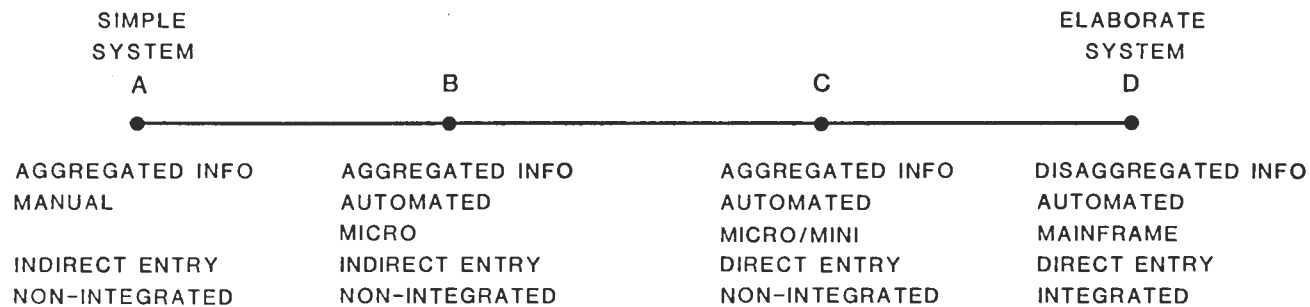 SIMPLE SYSTEM
A
B
C
ELABORATE SYSTEM
D
AGGREGATED INFO
MANUAL
INDIRECT ENTRY
NON-INTEGRATED
AGGREGATED INFO
AUTOMATED
MICRO
INDIRECT ENTRY
NON-INTEGRATED
AGGREGATED INFO
AUTOMATED
MICRO/MINI
DIRECT ENTRY
NON-INTEGRATED
DISAGGREGATED INFO
AUTOMATED
MAINFRAME
DIRECT ENTRY
INTEGRATED